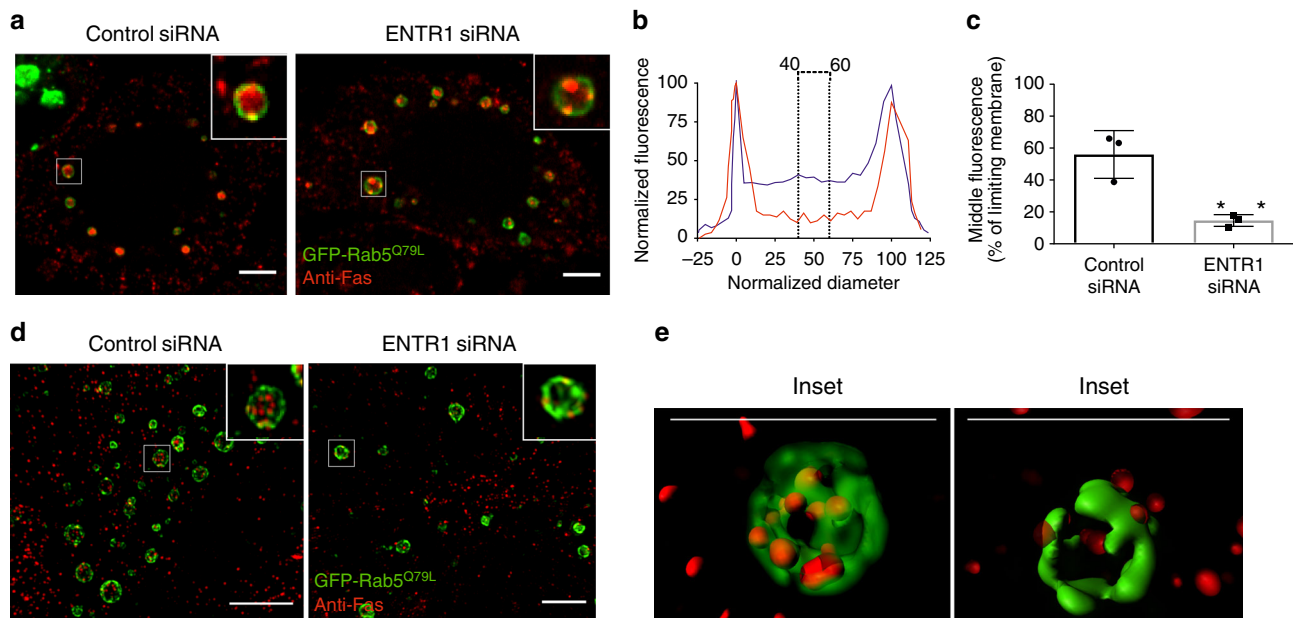 a
Control siRNA
ENTR1 siRNA
GFP-Rab5Q79L
Anti-Fas
b
Normalized fluorescence
100
75
50
25
0
40
60
−25
0
25
50
75
100
125
Normalized diameter
c
Middle fluorescence
(% of limiting membrane)
100
80
60
40
20
0
* *
Control
siRNA
ENTR1
siRNA
d
Control siRNA
ENTR1 siRNA
GFP-Rab5Q79L
Anti-Fas
e
Inset
Inset